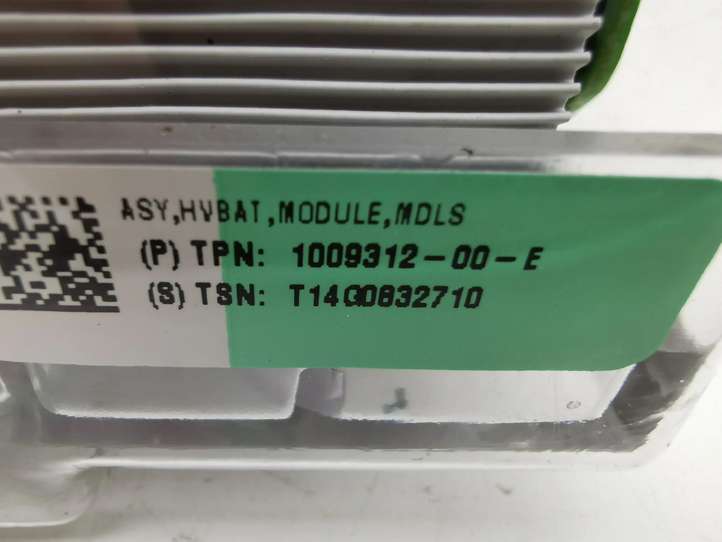 ASY,HVBAT,MODULE,MDLS
(P) TPN: 1009312-00-E
(S) TSN: T14G0832710